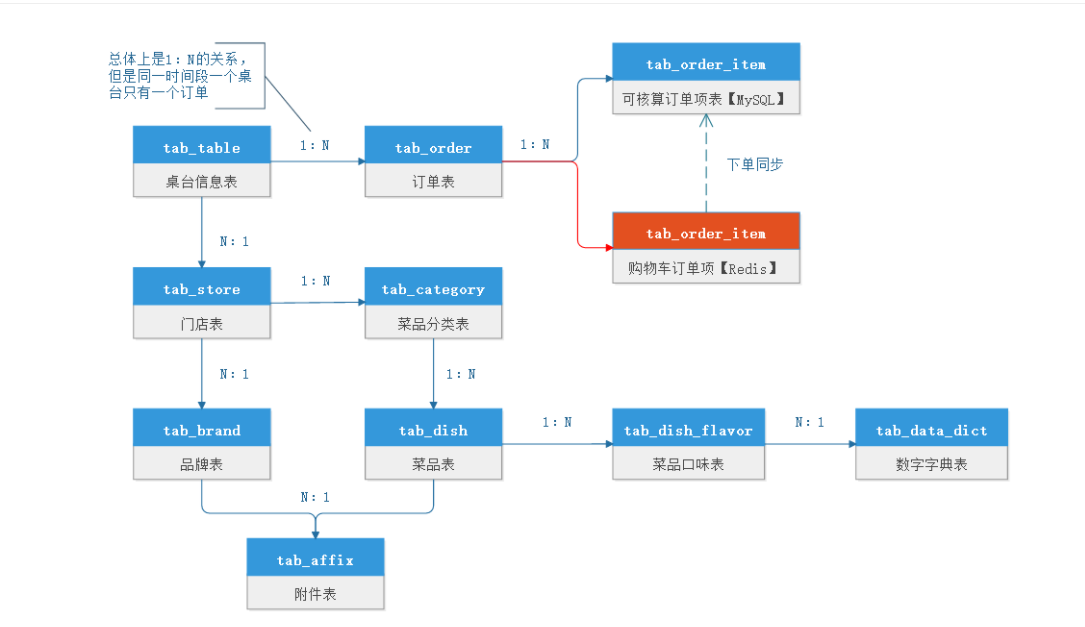 总体上是1：N的关系，
但是同一时间段一个桌
台只有一个订单
tab_order_item
可核算订单项表【MySQL】
tab_table
桌台信息表
1：N
tab_order
订单表
1：N
下单同步
tab_order_item
购物车订单项【Redis】
N：1
tab_store
门店表
1：N
tab_category
菜品分类表
N：1
1：N
tab_brand
品牌表
tab_dish
菜品表
1：N
tab_dish_flavor
菜品口味表
N：1
tab_data_dict
数字字典表
N：1
tab_affix
附件表